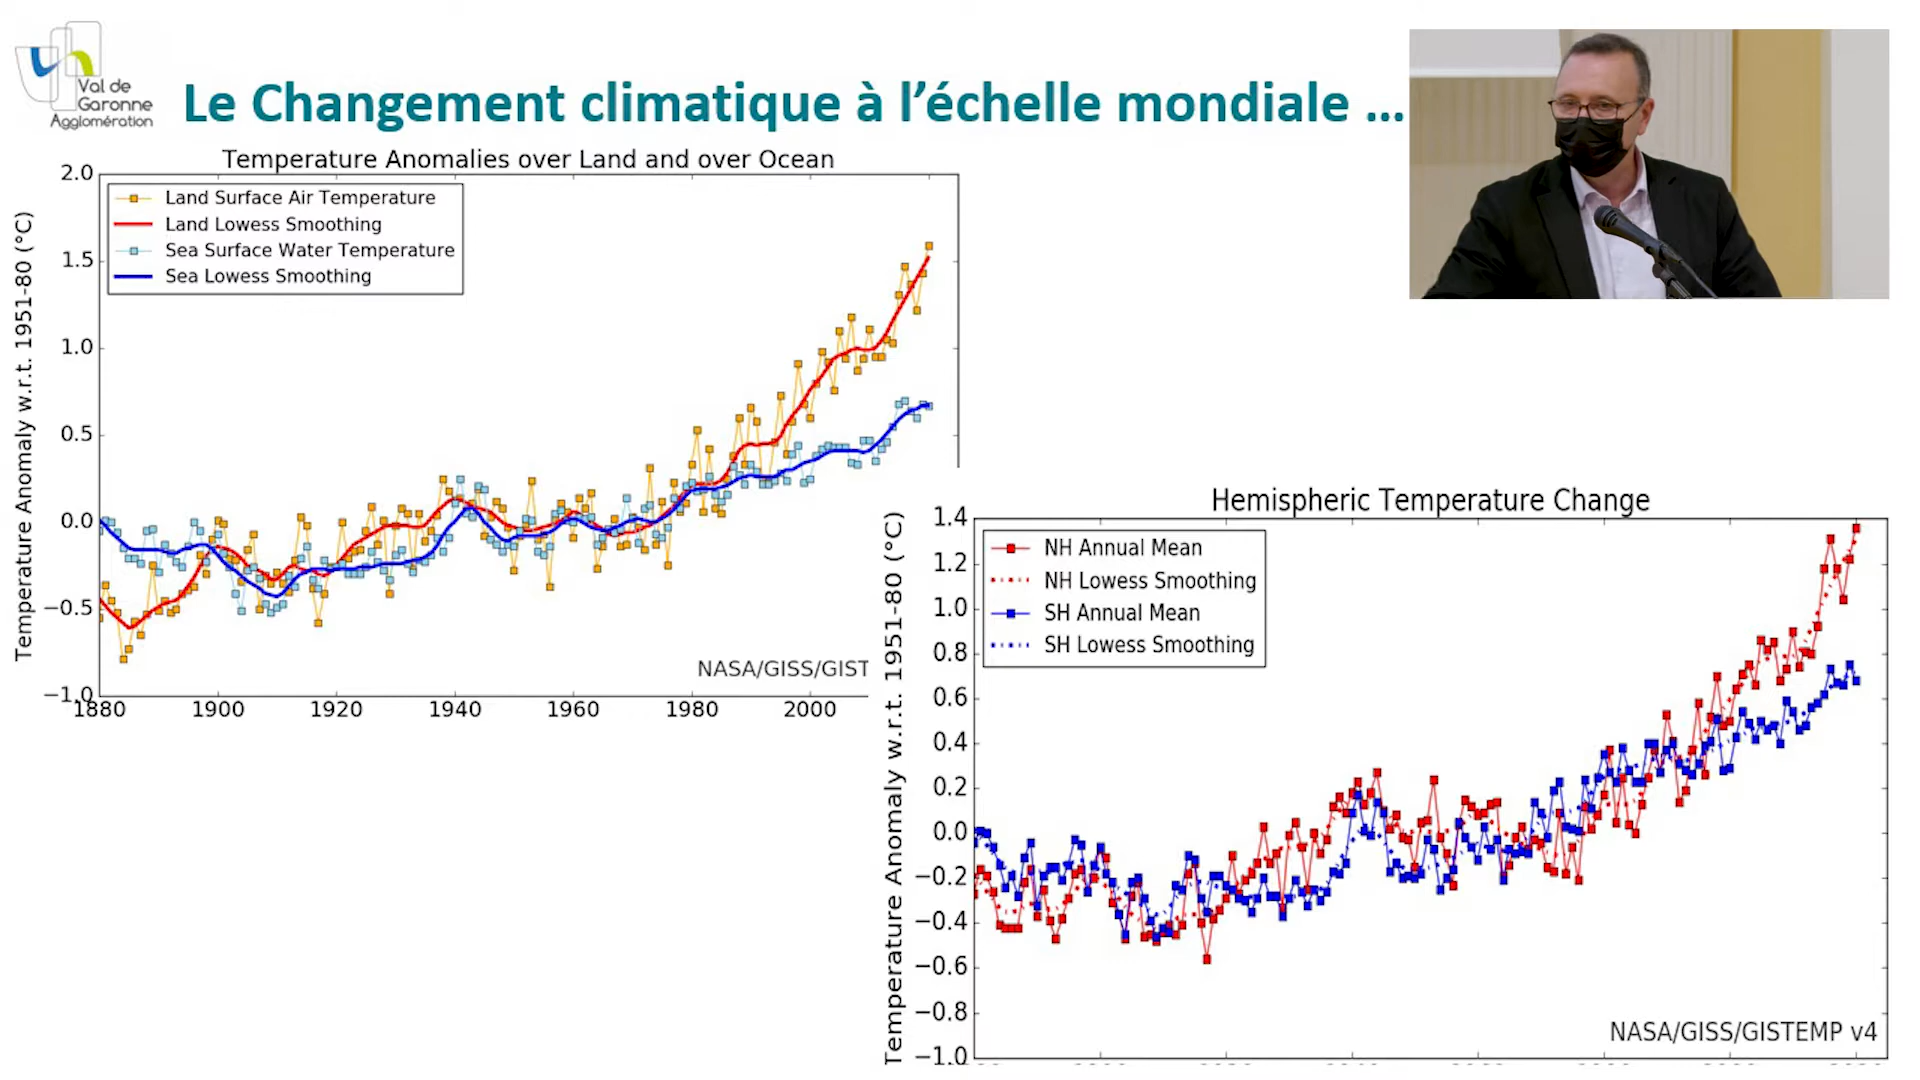 Val de
Garonne
Agglomération
Le Changement climatique à l'échelle mondiale ...
Temperature Anomalies over Land and over Ocean
Temperature Anomaly w.r.t. 1951-80 (°C)
2.0
1.5
1.0
0.5
0.0
−0.5
−1.0
Land Surface Air Temperature
Land Lowess Smoothing
Sea Surface Water Temperature
Sea Lowess Smoothing
NASA/GISS/GIST
1880 1900 1920 1940 1960 1980 2000
Hemispheric Temperature Change
Temperature Anomaly w.r.t. 1951-80 (°C)
1.4
1.2
1.0
0.8
0.6
0.4
0.2
0.0
−0.2
−0.4
−0.6
−0.8
−1.0
NH Annual Mean
NH Lowess Smoothing
SH Annual Mean
SH Lowess Smoothing
NASA/GISS/GISTEMP v4